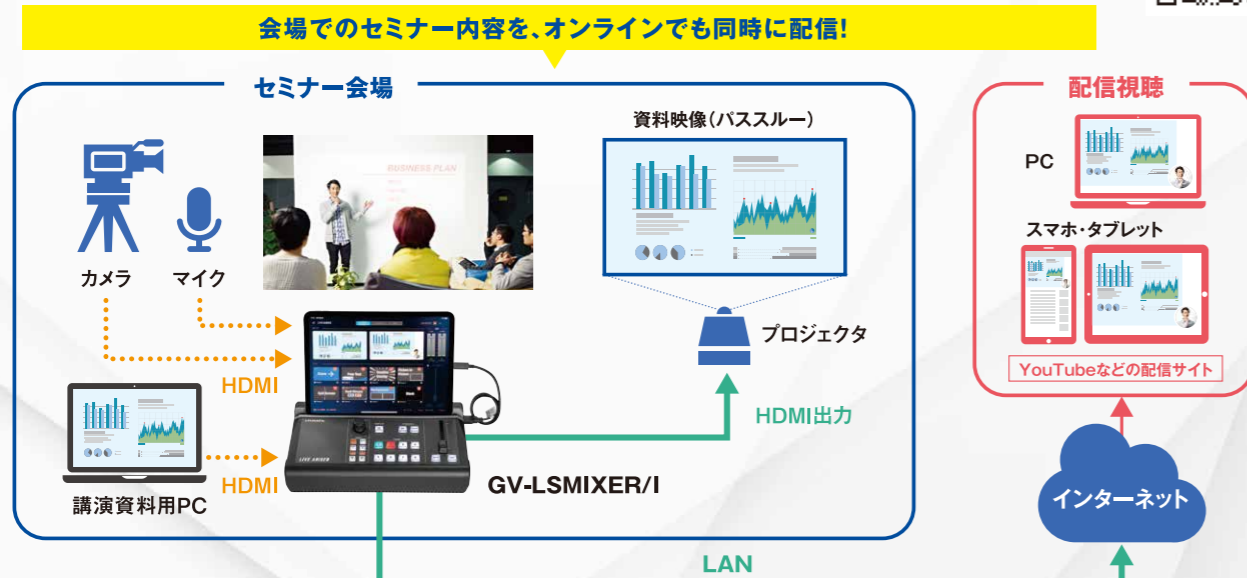 会場でのセミナー内容を、オンラインでも同時に配信!
セミナー会場
配信視聴
資料映像(パススルー)
BUSINESS PLAN
PC
スマホ・タブレット
カメラ
マイク
プロジェクタ
YouTubeなどの配信サイト
HDMI
HDMI出力
LIVE ARISER
HDMI
GV-LSMIXER/I
講演資料用PC
インターネット
LAN